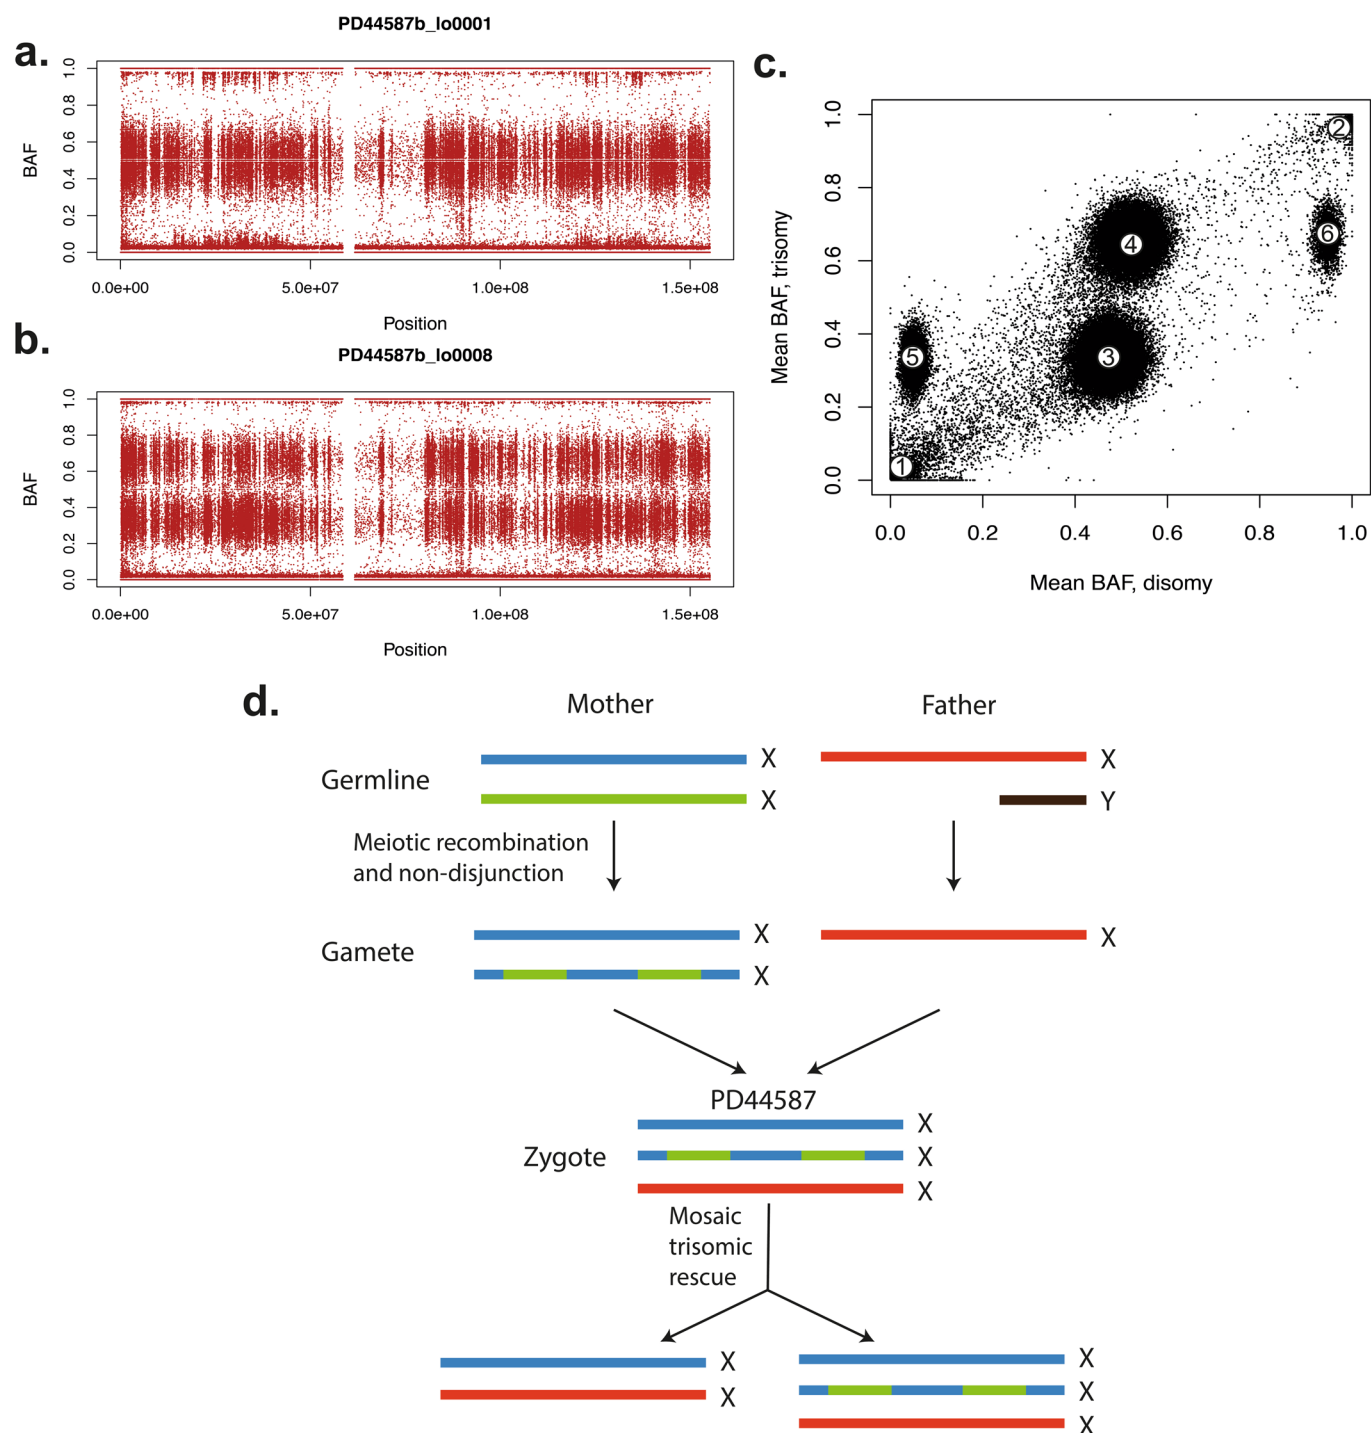 a.
PD44587b_lo0001
BAF
1.0
0.8
0.6
0.4
0.2
0.0
0.0e+00 5.0e+07 1.0e+08 1.5e+08
Position
b.
PD44587b_lo0008
BAF
1.0
0.8
0.6
0.4
0.2
0.0
0.0e+00 5.0e+07 1.0e+08 1.5e+08
Position
c.
Mean BAF, trisomy
1.0
0.8
0.6
0.4
0.2
0.0
2
4
6
5
3
1
0.0 0.2 0.4 0.6 0.8 1.0
Mean BAF, disomy
d.
Mother Father
Germline
X X
X Y
Meiotic recombination
and non-disjunction
Gamete
X X
X
PD44587
Zygote
X
X
X
Mosaic
trisomic
rescue
X X
X X
X